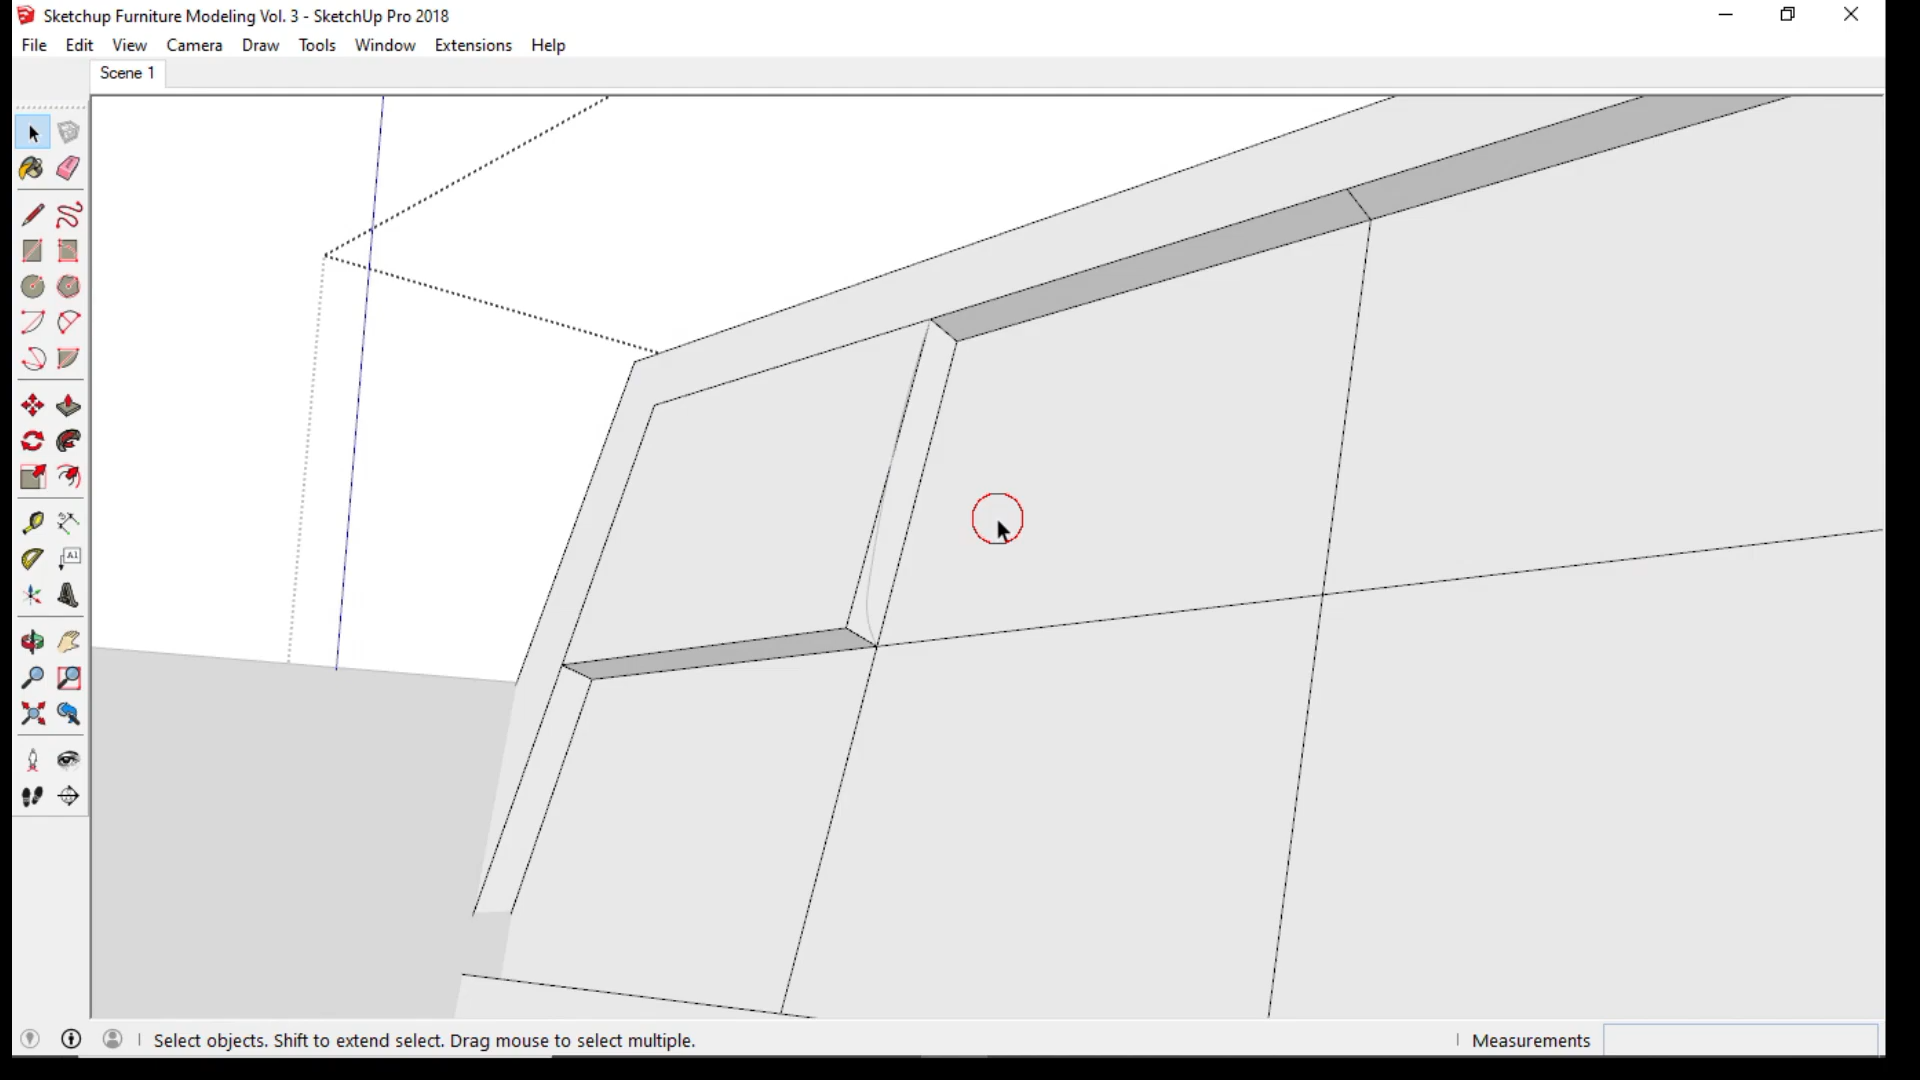 Sketchup Furniture Modeling Vol. 3 - SketchUp Pro 2018
File Edit View Camera Draw Tools Window Extensions Help
Scene 1
A1
Select objects. Shift to extend select. Drag mouse to select multiple.
Measurements